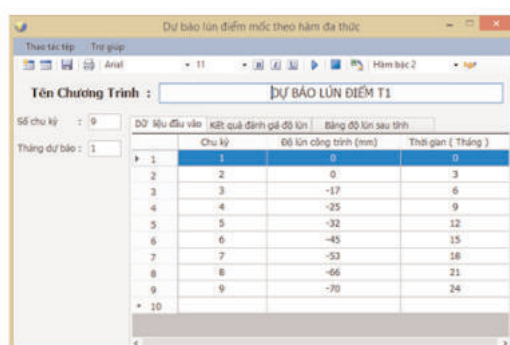 Dự báo lún điểm mốc theo hàm đa thức
Thao tác tệp Trợ giúp
Arial 11 B I U Hàm bậc 2
Tên Chương Trình : DỰ BÁO LÚN ĐIỂM T1
Số chu kỳ : 9
Tháng dự báo : 1
Dữ liệu đầu vào Kết quả đánh giá độ lún Bảng độ lún sau tính
Chu kỳ Độ lún công trình (mm) Thời gian ( Tháng )
1 1 0 0
2 2 0 3
3 3 -17 6
4 4 -25 9
5 5 -32 12
6 6 -45 15
7 7 -53 18
8 8 -66 21
9 9 -70 24
* 10